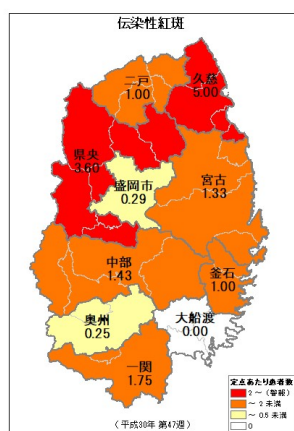 伝染性紅斑
二戸
1.00
久慈
5.00
県央
3.60
盛岡市
0.29
宮古
1.33
中部
1.43
釜石
1.00
奥州
0.25
大船渡
0.00
一関
1.75
定点あたり患者数
2 ~ (警報)
~ 2 未満
~ 0.5 未満
0
(平成30年 第47週)